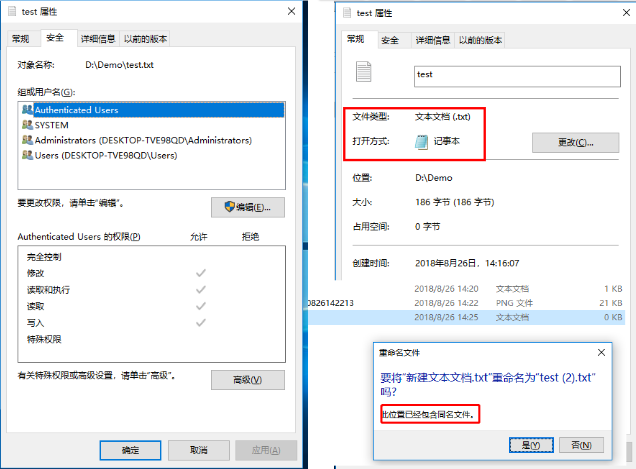 test 属性
常规
安全
详细信息
以前的版本
对象名称:
D:\Demo\test.txt
组或用户名(G):
Authenticated Users
SYSTEM
Administrators (DESKTOP-TVE98QD\Administrators)
Users (DESKTOP-TVE98QD\Users)
要更改权限，请单击"编辑"。
编辑(E)...
Authenticated Users 的权限(P)
允许
拒绝
完全控制
修改
读取和执行
读取
写入
特殊权限
有关特殊权限或高级设置，请单击"高级"。
高级(V)
确定
取消
应用(A)
test 属性
常规
安全
详细信息
以前的版本
test
文件类型:
文本文档 (.txt)
打开方式:
记事本
更改(C)...
位置:
D:\Demo
大小:
186 字节 (186 字节)
占用空间:
0 字节
创建时间:
2018年8月26日，14:16:07
2018/8/26 14:20
文本文档
1 KB
0826142213
2018/8/26 14:22
PNG 文件
21 KB
2018/8/26 14:25
文本文档
0 KB
重命名文件
要将"新建文本文档.txt"重命名为"test (2).txt"
吗?
此位置已经包含同名文件。
是(Y)
否(N)